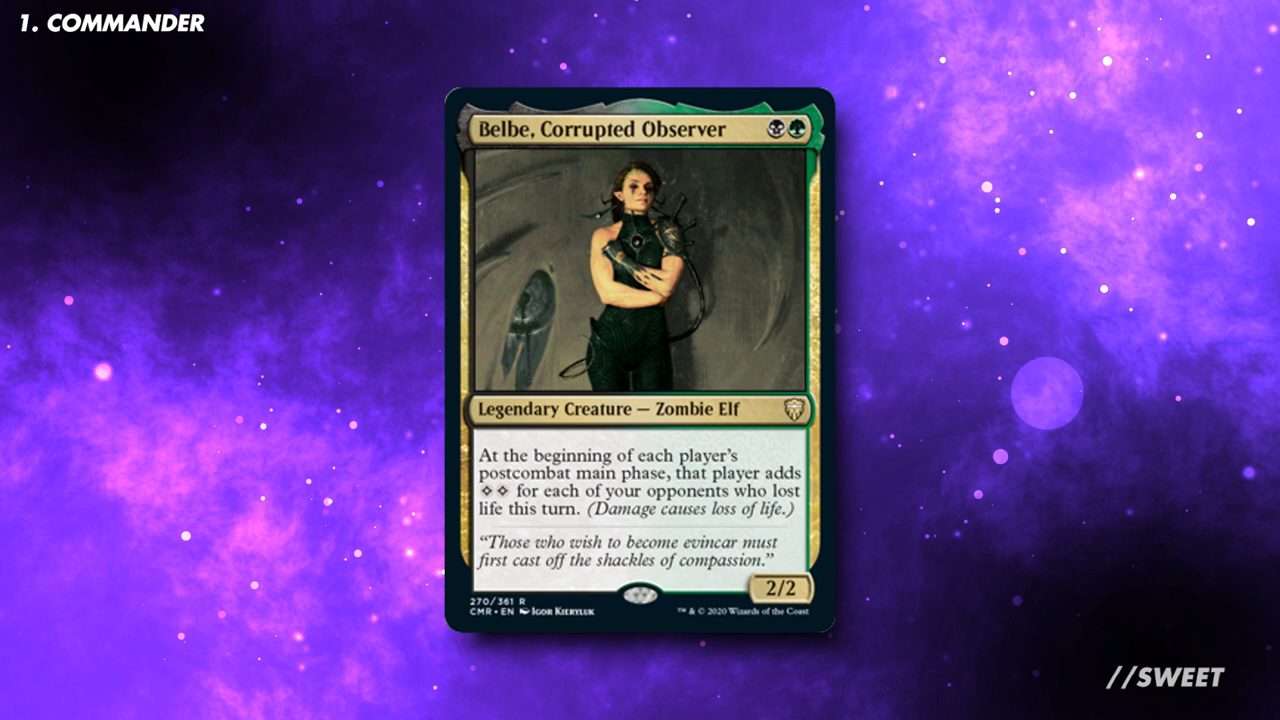 1. COMMANDER
Belbe, Corrupted Observer
Legendary Creature — Zombie Elf
At the beginning of each player’s
postcombat main phase, that player adds
for each of your opponents who lost
life this turn. (Damage causes loss of life.)
“Those who wish to become evincar must
first cast off the shackles of compassion.”
2/2
270/361 R
CMR • EN Igor Kieryluk
™ & © 2020 Wizards of the Coast
//SWEET